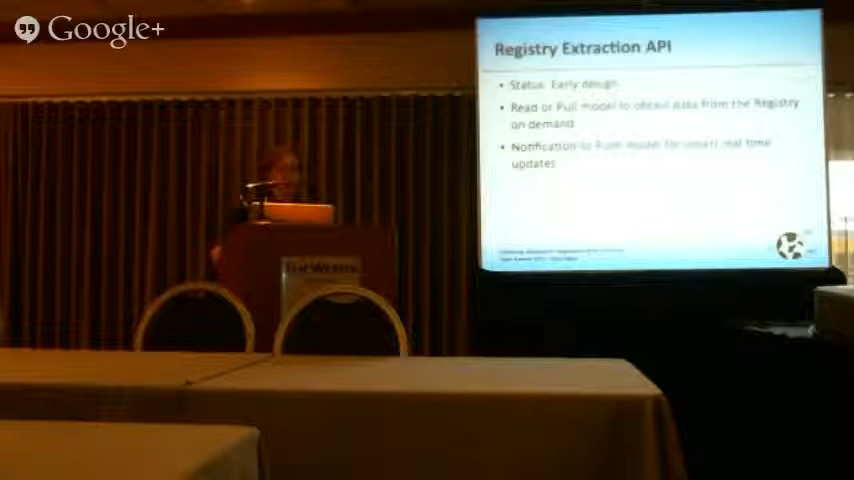 Google+
Registry Extraction API
• Status: Early design
• Read or Pull model to obtain data from the Registry
on demand
• Notification to Push model for smart real time
updates